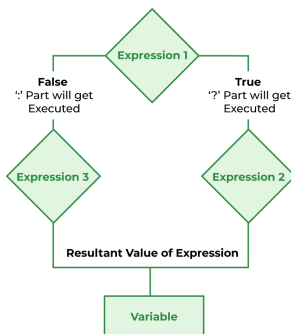 Expression 1
False
‘:’ Part will get
Executed
True
‘?’ Part will get
Executed
Expression 3
Expression 2
Resultant Value of Expression
Variable